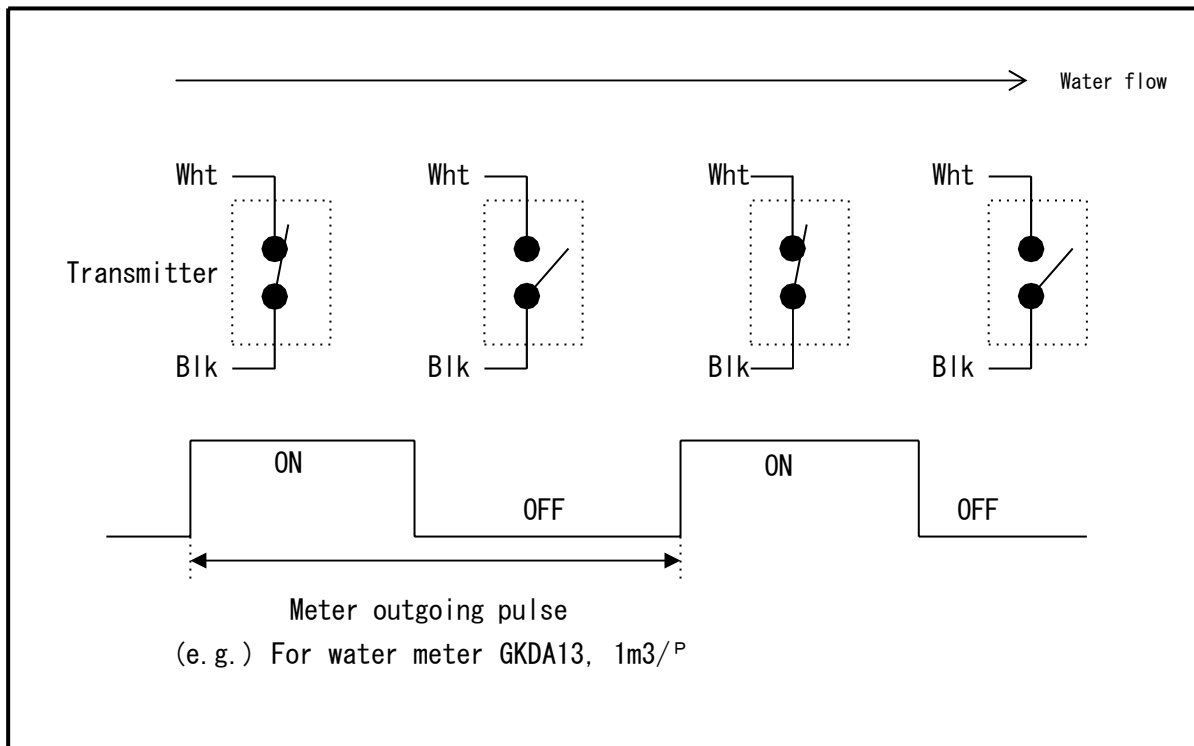 Water flow
Wht Wht Wht Wht
Transmitter
Blk Blk Blk Blk
ON OFF ON OFF
Meter outgoing pulse
(e.g.) For water meter GKDA13, 1m3/P